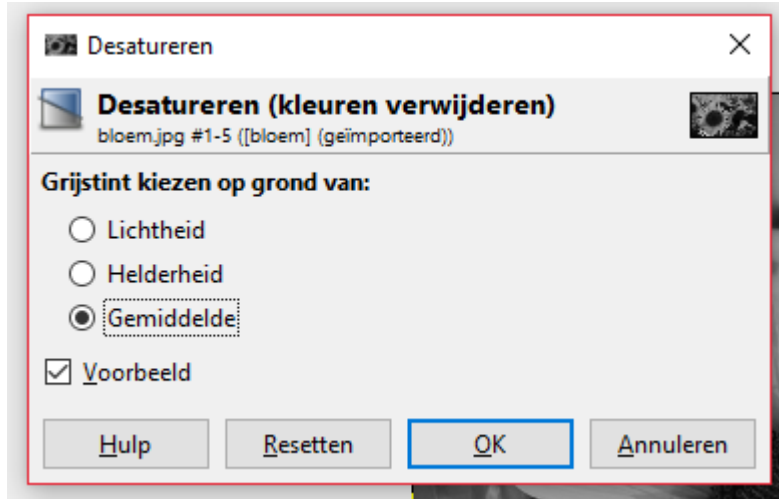 Desatureren
Desatureren (kleuren verwijderen)
bloem.jpg #1-5 ([bloem] (geïmporteerd))
Grijstint kiezen op grond van:
Lichtheid
Helderheid
Gemiddelde
Voorbeeld
Hulp Resetten OK Annuleren